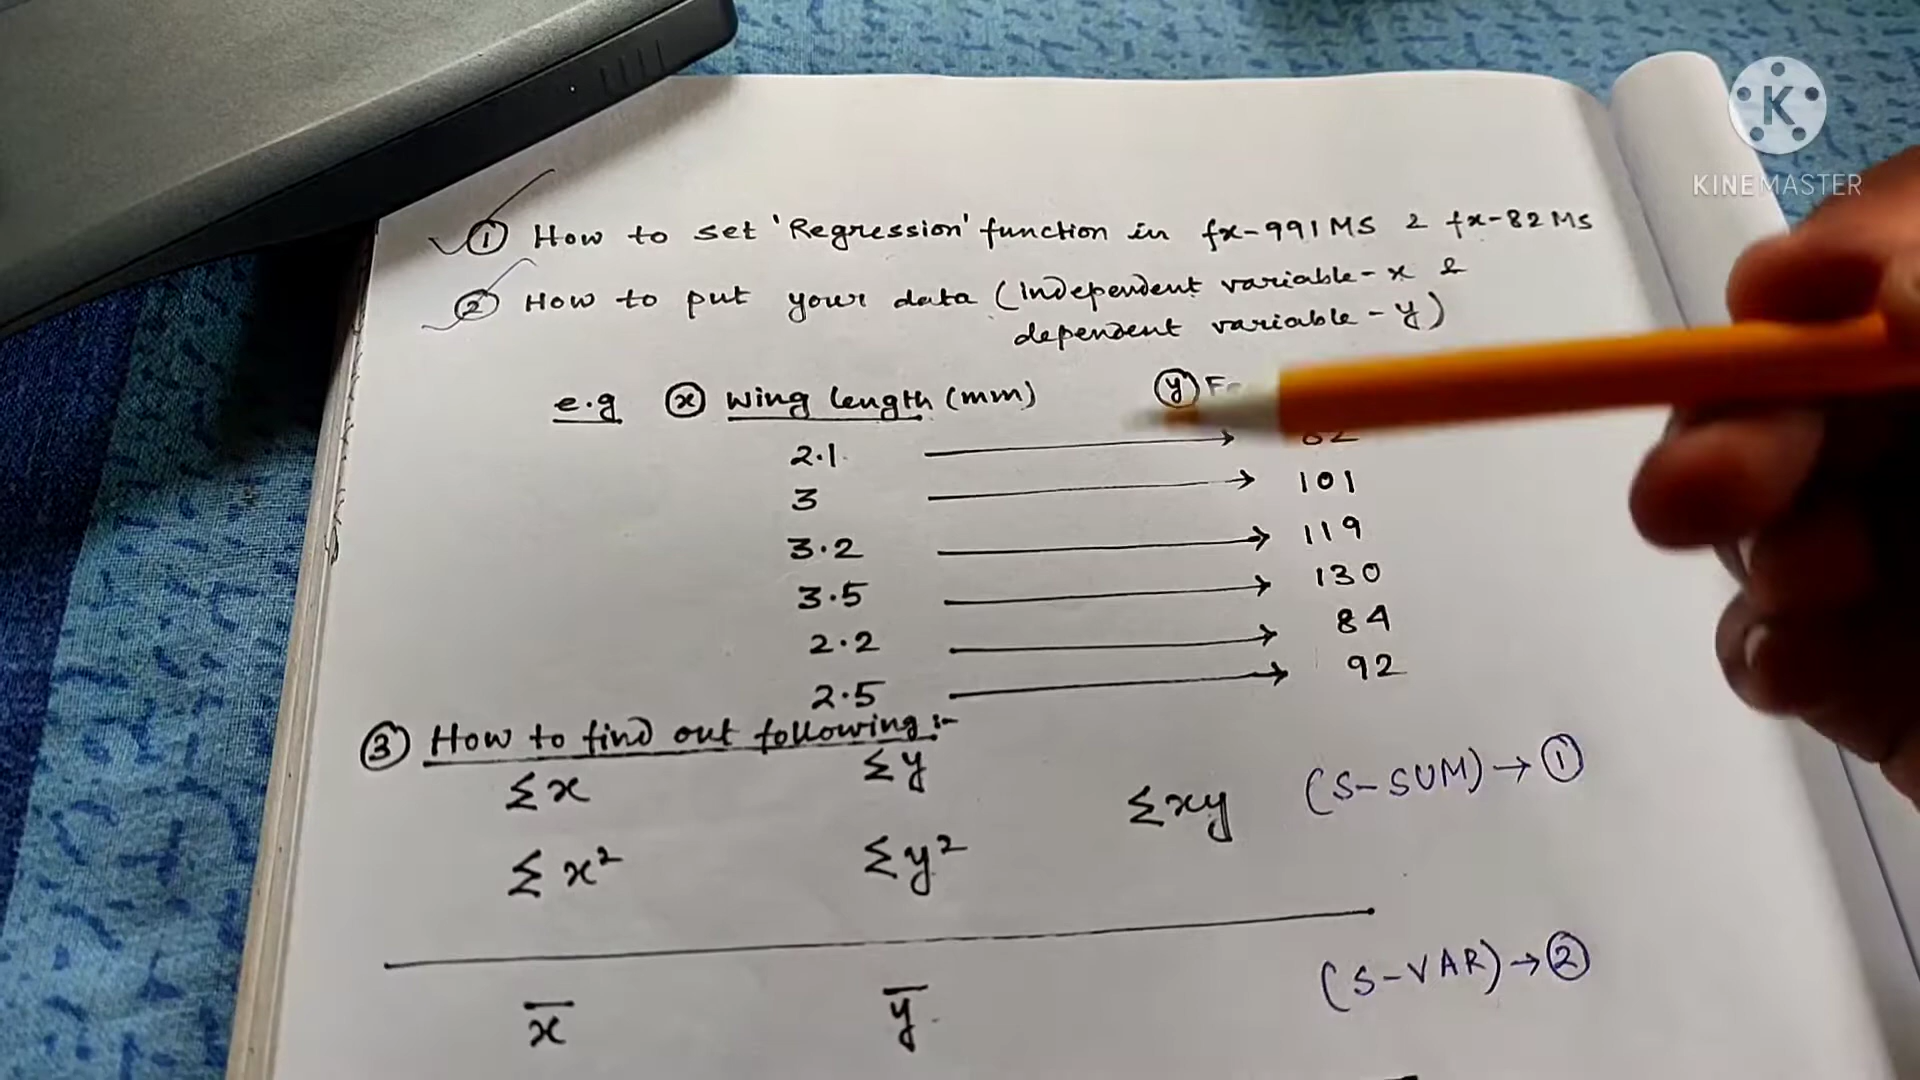 ① How to set 'Regression' function in fx-991MS & fx-82MS
② How to put your data (independent variable-x &
dependent variable-y)
e.g ⓧ Wing length (mm) ⓨ
2.1
3 101
3.2 119
3.5 130
2.2 84
2.5 92
③ How to find out following:-
Σx Σy
Σxy (S-SUM)→①
Σx² Σy²
(S-VAR)→②
x̄ ȳ
K
KINEMASTER